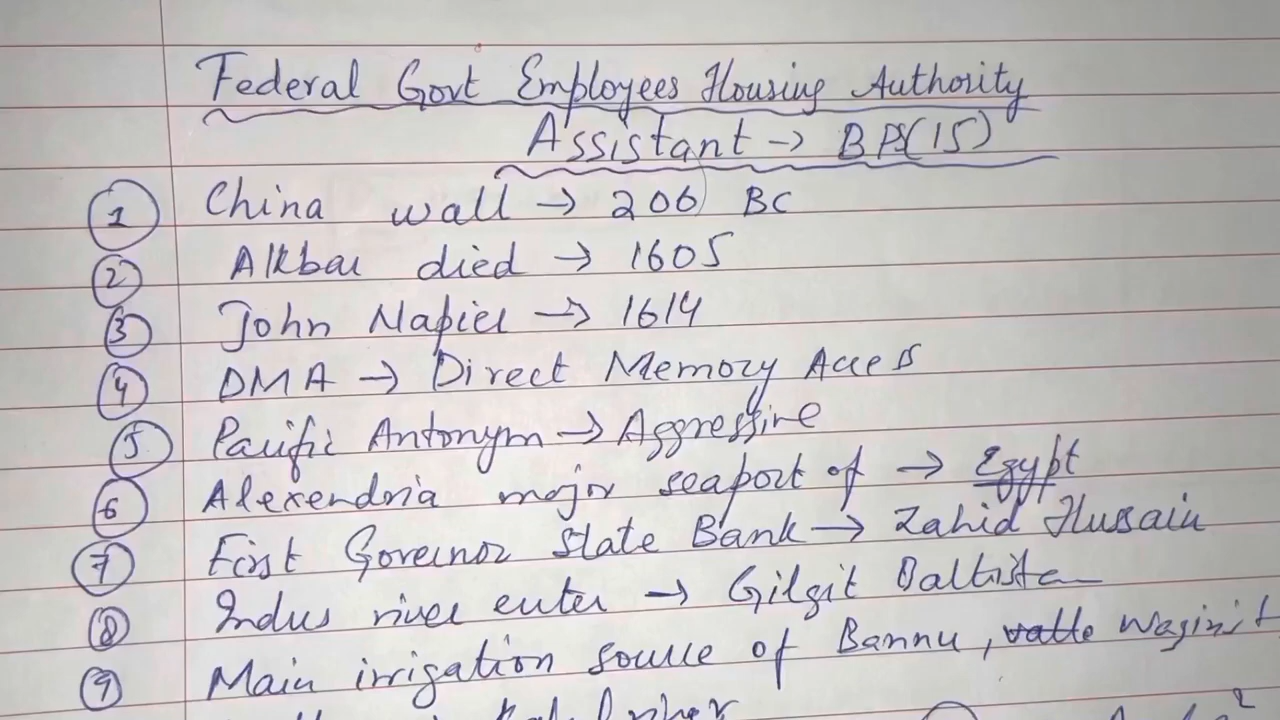 Federal Govt Employees Housing Authority
Assistant → BPS(15)
1 China wall → 206 BC
2 Akbar died → 1605
3 John Napier → 1614
4 DMA → Direct Memory Access
5 Pacific Antonym → Aggressive
6 Alexendria major seaport of → Egypt
7 First Governor State Bank → Zahid Hussain
8 Indus river enter → Gilgit Baltistan
9 Main irrigation source of Bannu,